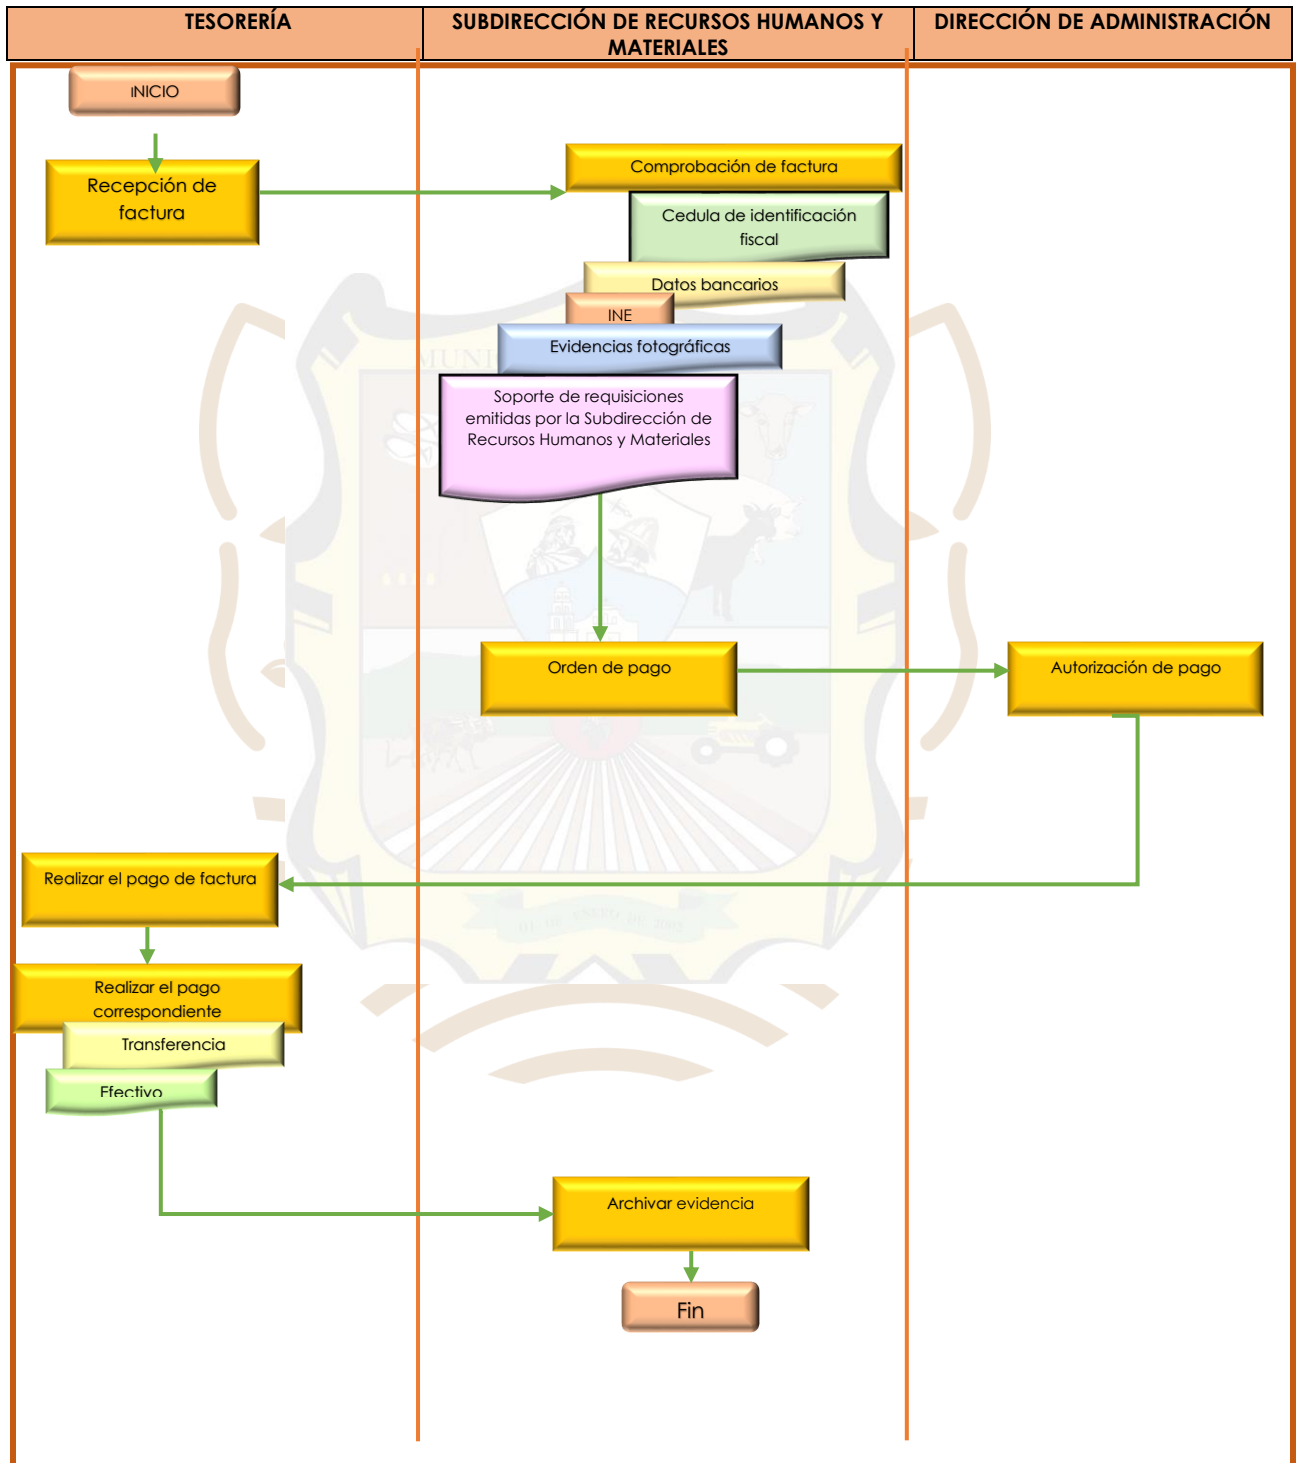 TESORERÍA
SUBDIRECCIÓN DE RECURSOS HUMANOS Y
MATERIALES
DIRECCIÓN DE ADMINISTRACIÓN
INICIO
Recepción de
factura
Comprobación de factura
Cedula de identificación
fiscal
Datos bancarios
INE
Evidencias fotográficas
Soporte de requisiciones
emitidas por la Subdirección de
Recursos Humanos y Materiales
Orden de pago
Autorización de pago
Realizar el pago de factura
Realizar el pago
correspondiente
Transferencia
Efectivo
Archivar evidencia
Fin